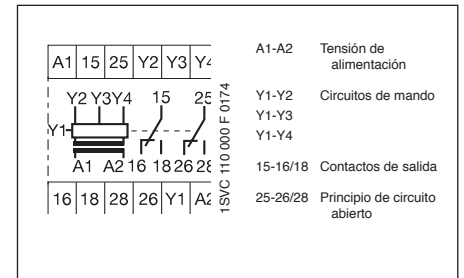 A1 15 25 Y2 Y3 Y4
Y2 Y3 Y4 15 25
Y1
A1 A2 16 18 26 28
16 18 28 26 Y1 A2
1SVC 110 000 F 0174
A1-A2 Tensión de
alimentación
Y1-Y2 Circuitos de mando
Y1-Y3
Y1-Y4
15-16/18 Contactos de salida
25-26/28 Principio de circuito
abierto